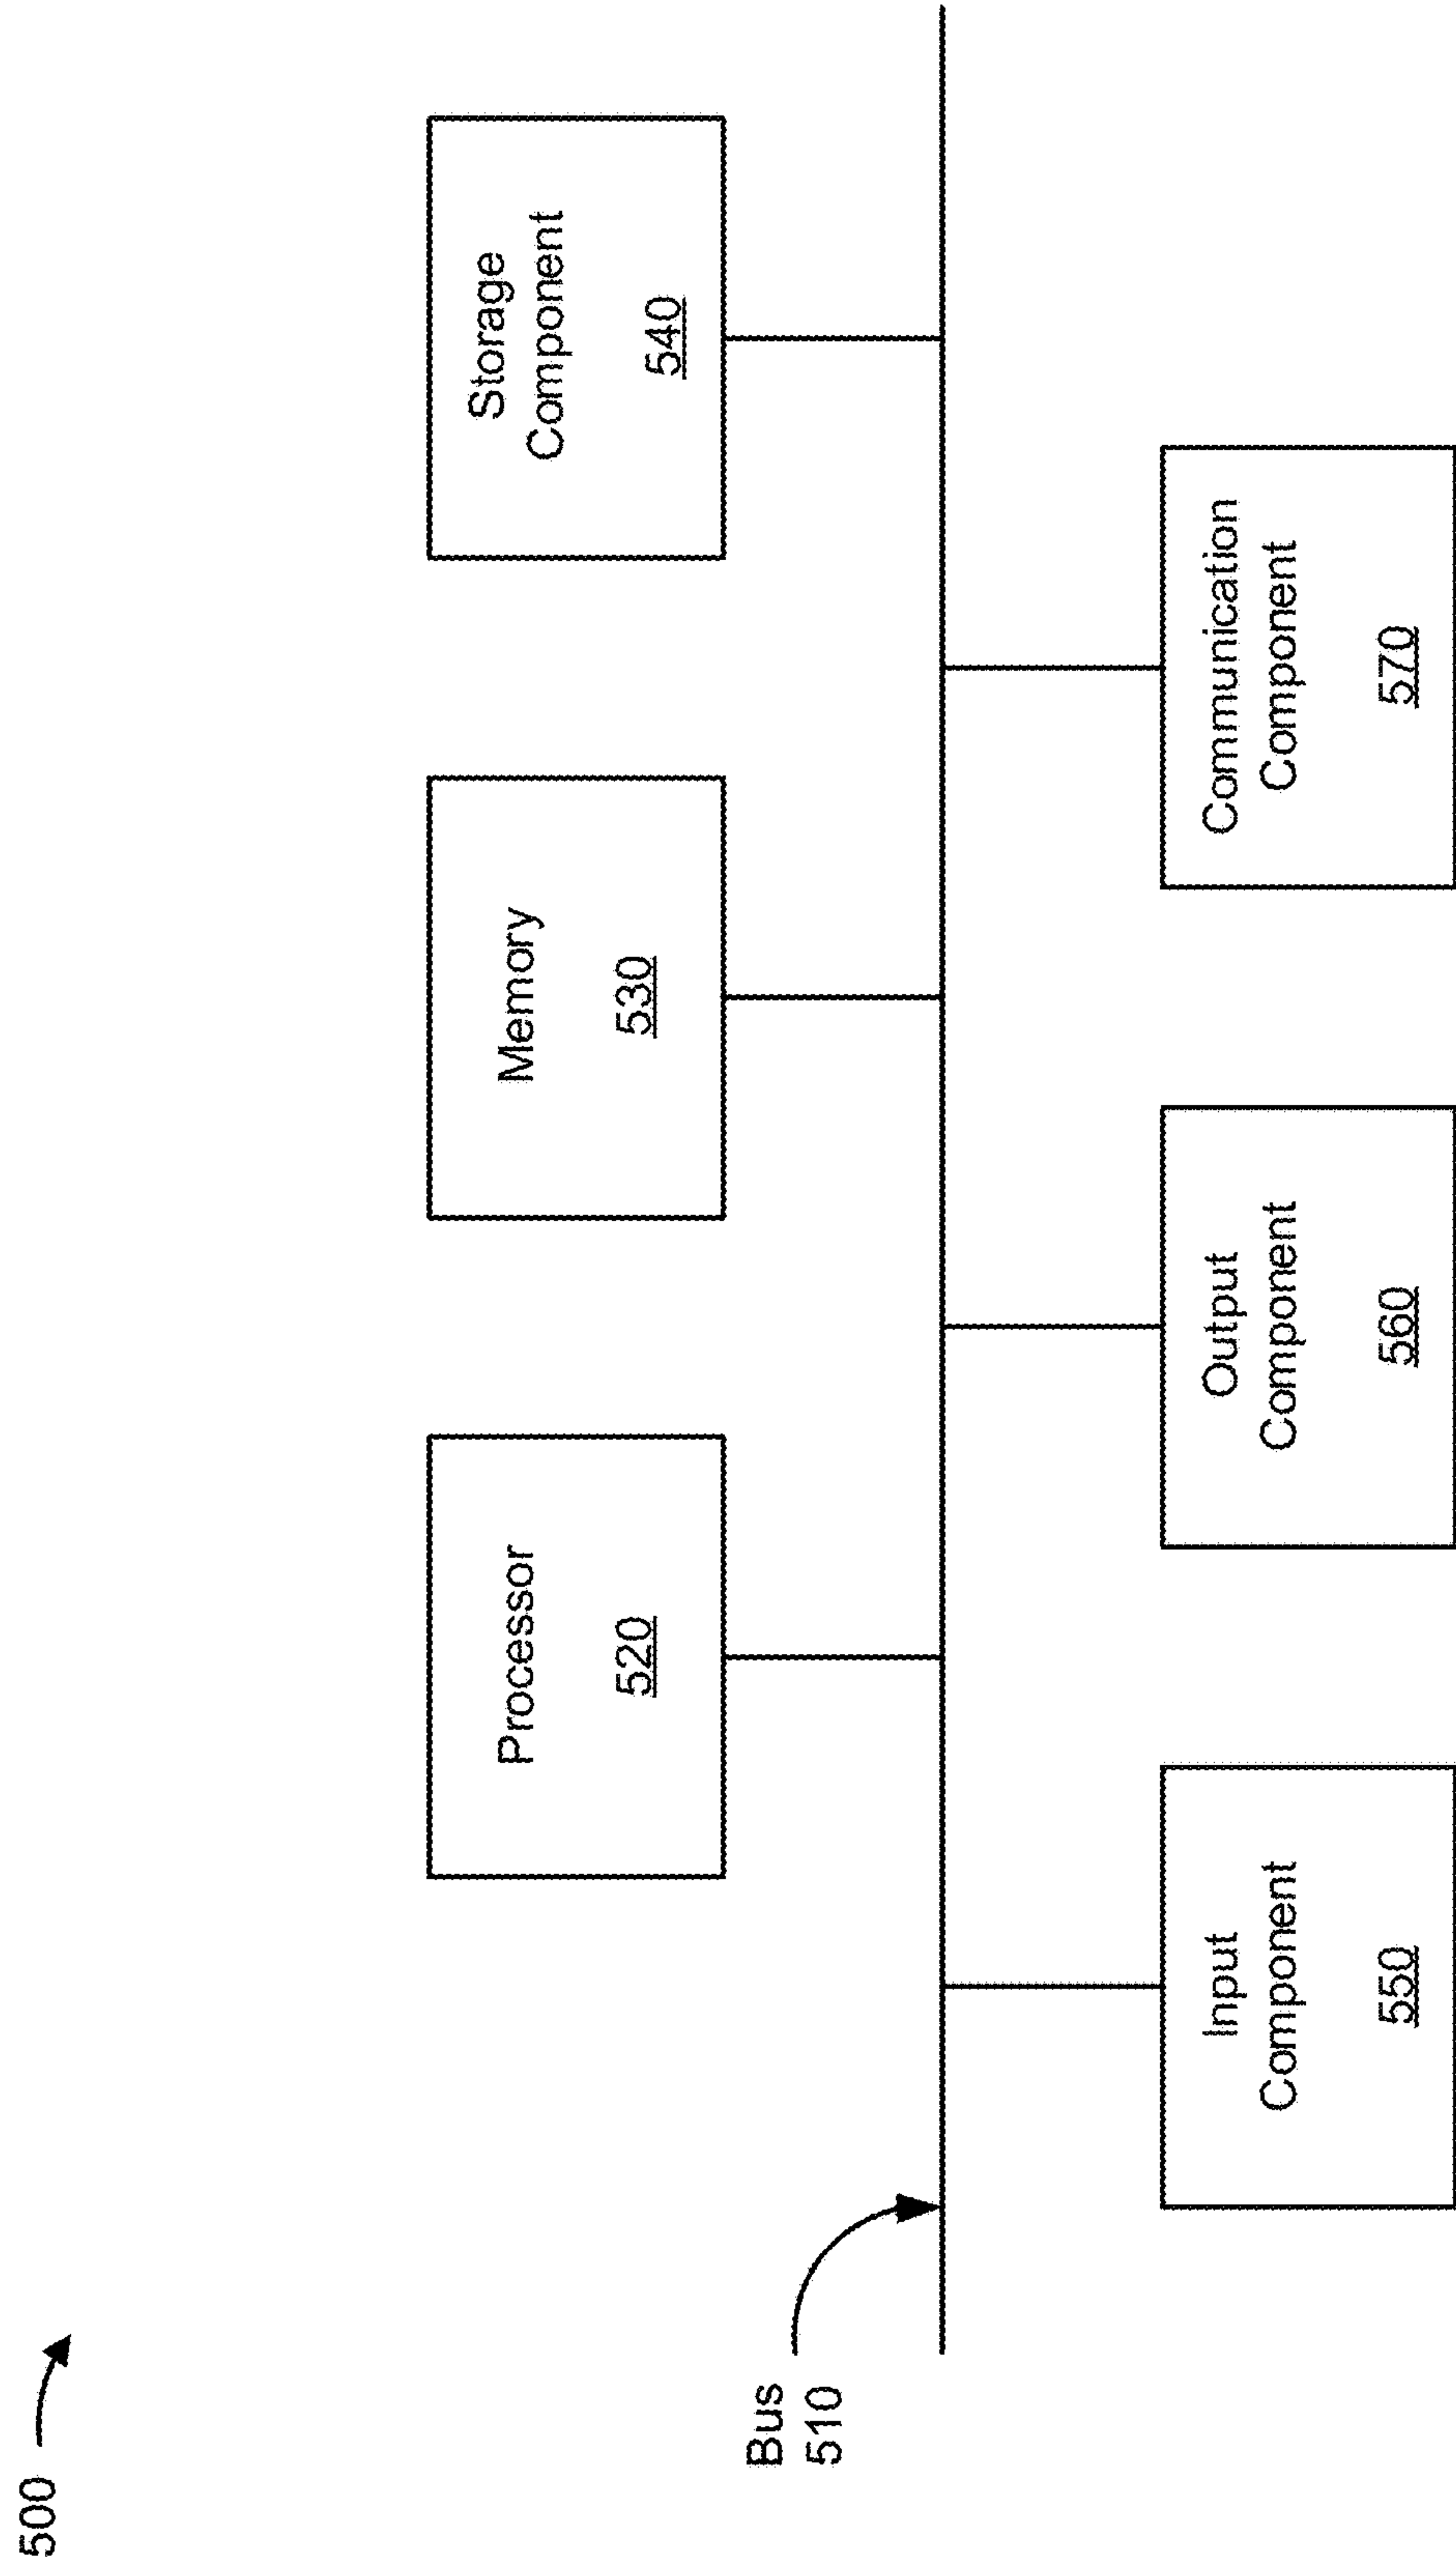 500
Processor
520
Memory
530
Storage
Component
540
Bus
510
Input
Component
550
Output
Component
560
Communication
Component
570